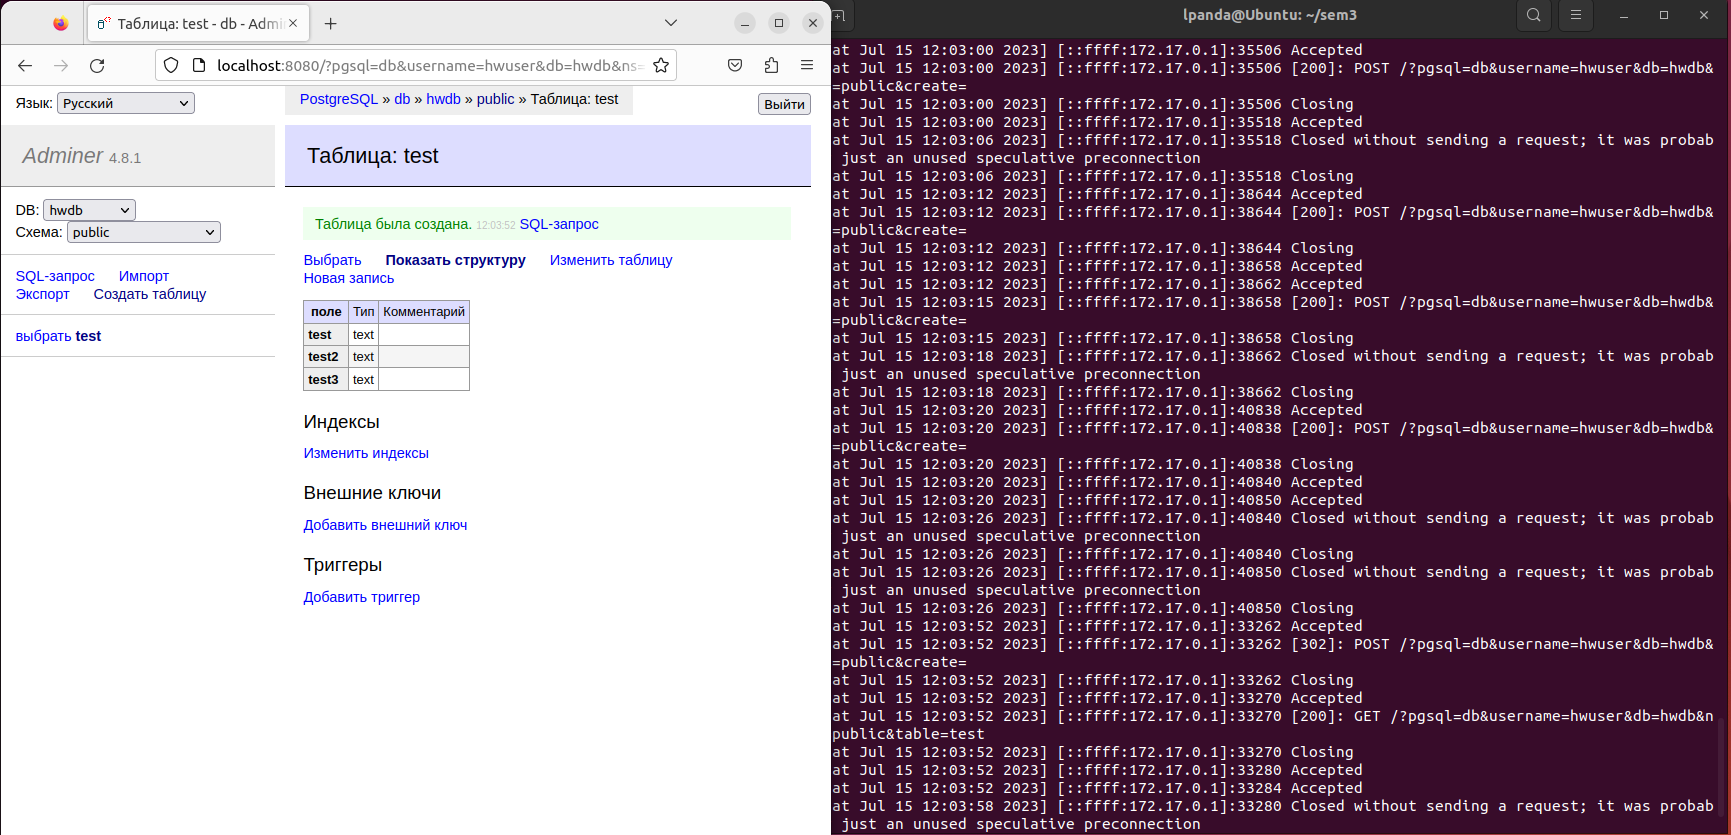 Таблица: test - db - Admi
localhost:8080/?pgsql=db&username=hwuser&db=hwdb&ns=
Язык: Русский
PostgreSQL » db » hwdb » public » Таблица: test
Выйти
Adminer 4.8.1
Таблица: test
DB: hwdb
Схема: public
SQL-запрос Импорт
Экспорт Создать таблицу
выбрать test
Таблица была создана. 12:03:52 SQL-запрос
Выбрать Показать структуру Изменить таблицу
Новая запись
поле Тип Комментарий
test text
test2 text
test3 text
Индексы
Изменить индексы
Внешние ключи
Добавить внешний ключ
Триггеры
Добавить триггер
lpanda@Ubuntu: ~/sem3
at Jul 15 12:03:00 2023] [::ffff:172.17.0.1]:35506 Accepted
at Jul 15 12:03:00 2023] [::ffff:172.17.0.1]:35506 [200]: POST /?pgsql=db&username=hwuser&db=hwdb&
=public&create=
at Jul 15 12:03:00 2023] [::ffff:172.17.0.1]:35506 Closing
at Jul 15 12:03:00 2023] [::ffff:172.17.0.1]:35518 Accepted
at Jul 15 12:03:06 2023] [::ffff:172.17.0.1]:35518 Closed without sending a request; it was probab
just an unused speculative preconnection
at Jul 15 12:03:06 2023] [::ffff:172.17.0.1]:35518 Closing
at Jul 15 12:03:12 2023] [::ffff:172.17.0.1]:38644 Accepted
at Jul 15 12:03:12 2023] [::ffff:172.17.0.1]:38644 [200]: POST /?pgsql=db&username=hwuser&db=hwdb&
=public&create=
at Jul 15 12:03:12 2023] [::ffff:172.17.0.1]:38644 Closing
at Jul 15 12:03:12 2023] [::ffff:172.17.0.1]:38658 Accepted
at Jul 15 12:03:12 2023] [::ffff:172.17.0.1]:38662 Accepted
at Jul 15 12:03:15 2023] [::ffff:172.17.0.1]:38658 [200]: POST /?pgsql=db&username=hwuser&db=hwdb&
=public&create=
at Jul 15 12:03:15 2023] [::ffff:172.17.0.1]:38658 Closing
at Jul 15 12:03:18 2023] [::ffff:172.17.0.1]:38662 Closed without sending a request; it was probab
just an unused speculative preconnection
at Jul 15 12:03:18 2023] [::ffff:172.17.0.1]:38662 Closing
at Jul 15 12:03:20 2023] [::ffff:172.17.0.1]:40838 Accepted
at Jul 15 12:03:20 2023] [::ffff:172.17.0.1]:40838 [200]: POST /?pgsql=db&username=hwuser&db=hwdb&
=public&create=
at Jul 15 12:03:20 2023] [::ffff:172.17.0.1]:40838 Closing
at Jul 15 12:03:20 2023] [::ffff:172.17.0.1]:40840 Accepted
at Jul 15 12:03:20 2023] [::ffff:172.17.0.1]:40850 Accepted
at Jul 15 12:03:26 2023] [::ffff:172.17.0.1]:40840 Closed without sending a request; it was probab
just an unused speculative preconnection
at Jul 15 12:03:26 2023] [::ffff:172.17.0.1]:40840 Closing
at Jul 15 12:03:26 2023] [::ffff:172.17.0.1]:40850 Closed without sending a request; it was probab
just an unused speculative preconnection
at Jul 15 12:03:26 2023] [::ffff:172.17.0.1]:40850 Closing
at Jul 15 12:03:52 2023] [::ffff:172.17.0.1]:33262 Accepted
at Jul 15 12:03:52 2023] [::ffff:172.17.0.1]:33262 [302]: POST /?pgsql=db&username=hwuser&db=hwdb&
=public&create=
at Jul 15 12:03:52 2023] [::ffff:172.17.0.1]:33262 Closing
at Jul 15 12:03:52 2023] [::ffff:172.17.0.1]:33270 Accepted
at Jul 15 12:03:52 2023] [::ffff:172.17.0.1]:33270 [200]: GET /?pgsql=db&username=hwuser&db=hwdb&n
public&table=test
at Jul 15 12:03:52 2023] [::ffff:172.17.0.1]:33270 Closing
at Jul 15 12:03:52 2023] [::ffff:172.17.0.1]:33280 Accepted
at Jul 15 12:03:52 2023] [::ffff:172.17.0.1]:33284 Accepted
at Jul 15 12:03:58 2023] [::ffff:172.17.0.1]:33280 Closed without sending a request; it was probab
just an unused speculative preconnection